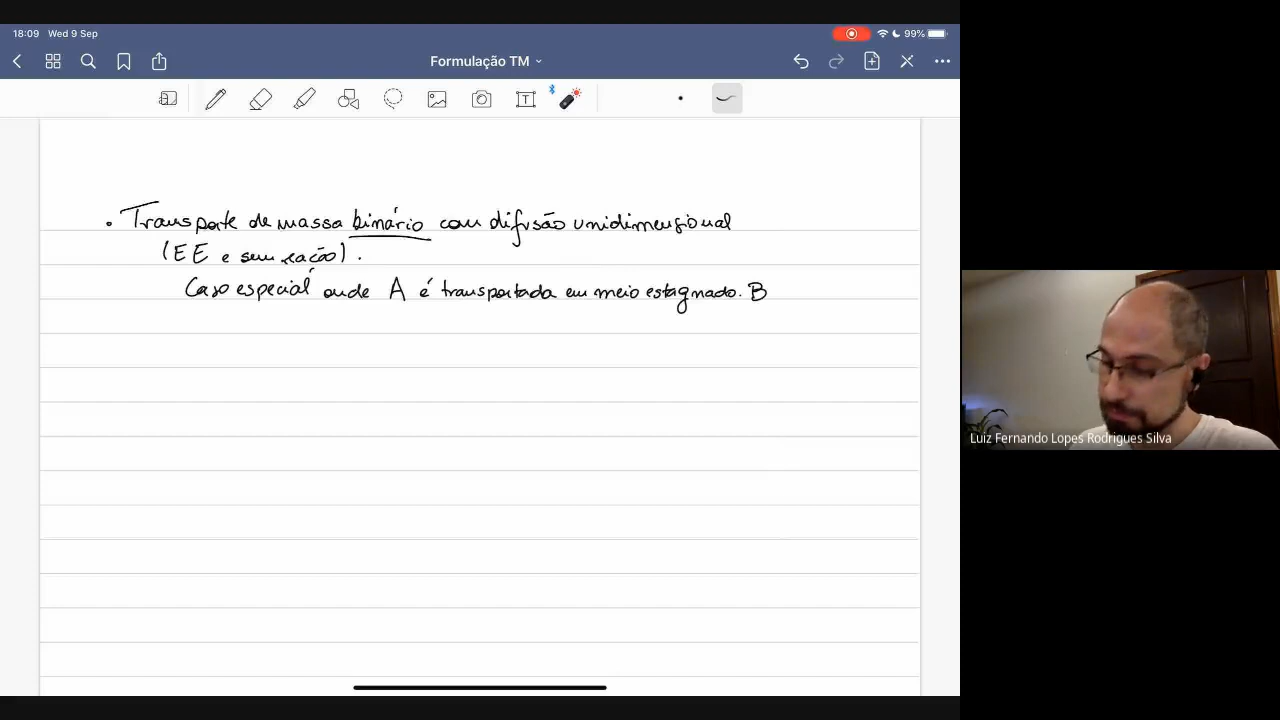 18:09 Wed 9 Sep
99%
Formulação TM
T
• Transporte de massa binário com difusão unidimensional
(EE e sem reação).
Caso especial onde A é transportada em meio estagnado. B
Luiz Fernando Lopes Rodrigues Silva